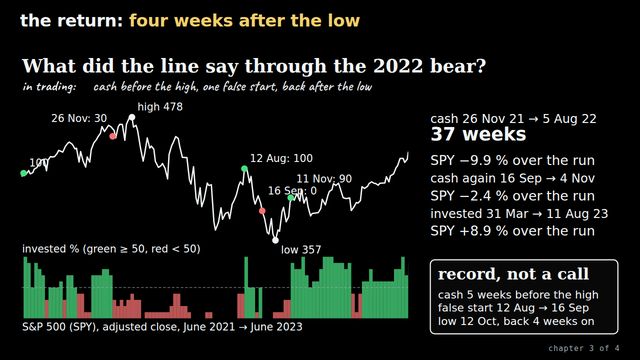 the return: four weeks after the low
What did the line say through the 2022 bear?
in trading: cash before the high, one false start, back after the low
high 478
26 Nov: 30
12 Aug: 100
11 Nov: 90
16 Sep: 0
low 357
invested % (green ≥ 50, red < 50)
S&P 500 (SPY), adjusted close, June 2021 → June 2023
cash 26 Nov 21 → 5 Aug 22
37 weeks
SPY −9.9 % over the run
cash again 16 Sep → 4 Nov
SPY −2.4 % over the run
invested 31 Mar → 11 Aug 23
SPY +8.9 % over the run
record, not a call
cash 5 weeks before the high
false start 12 Aug → 16 Sep
low 12 Oct, back 4 weeks on
chapter 3 of 4